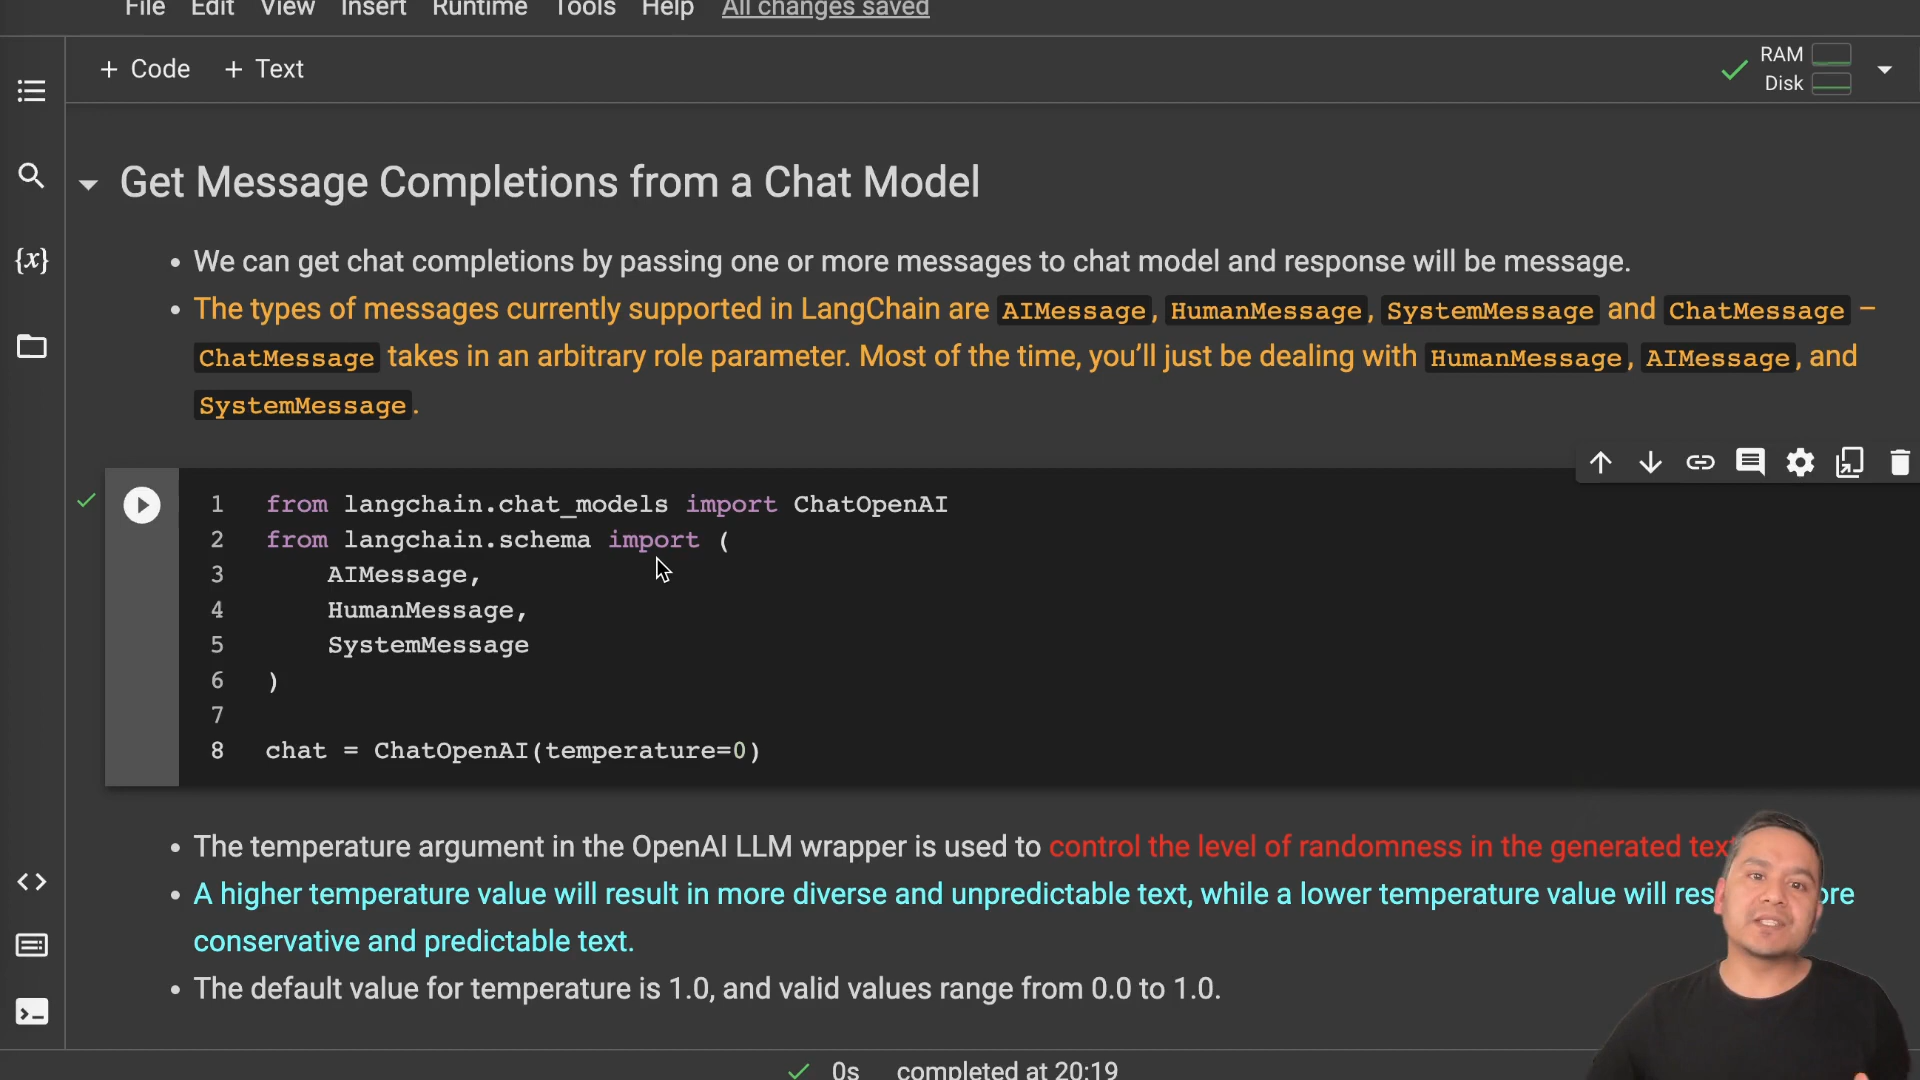 File Edit View Insert Runtime Tools Help All changes saved
+ Code + Text
RAM
Disk
Get Message Completions from a Chat Model
• We can get chat completions by passing one or more messages to chat model and response will be message.
• The types of messages currently supported in LangChain are AIMessage, HumanMessage, SystemMessage and ChatMessage –
ChatMessage takes in an arbitrary role parameter. Most of the time, you’ll just be dealing with HumanMessage, AIMessage, and
SystemMessage.
1 from langchain.chat_models import ChatOpenAI
2 from langchain.schema import (
3 AIMessage,
4 HumanMessage,
5 SystemMessage
6 )
7
8 chat = ChatOpenAI(temperature=0)
• The temperature argument in the OpenAI LLM wrapper is used to control the level of randomness in the generated
• A higher temperature value will result in more diverse and unpredictable text, while a lower temperature value will
conservative and predictable text.
• The default value for temperature is 1.0, and valid values range from 0.0 to 1.0.
0s completed at 20:19